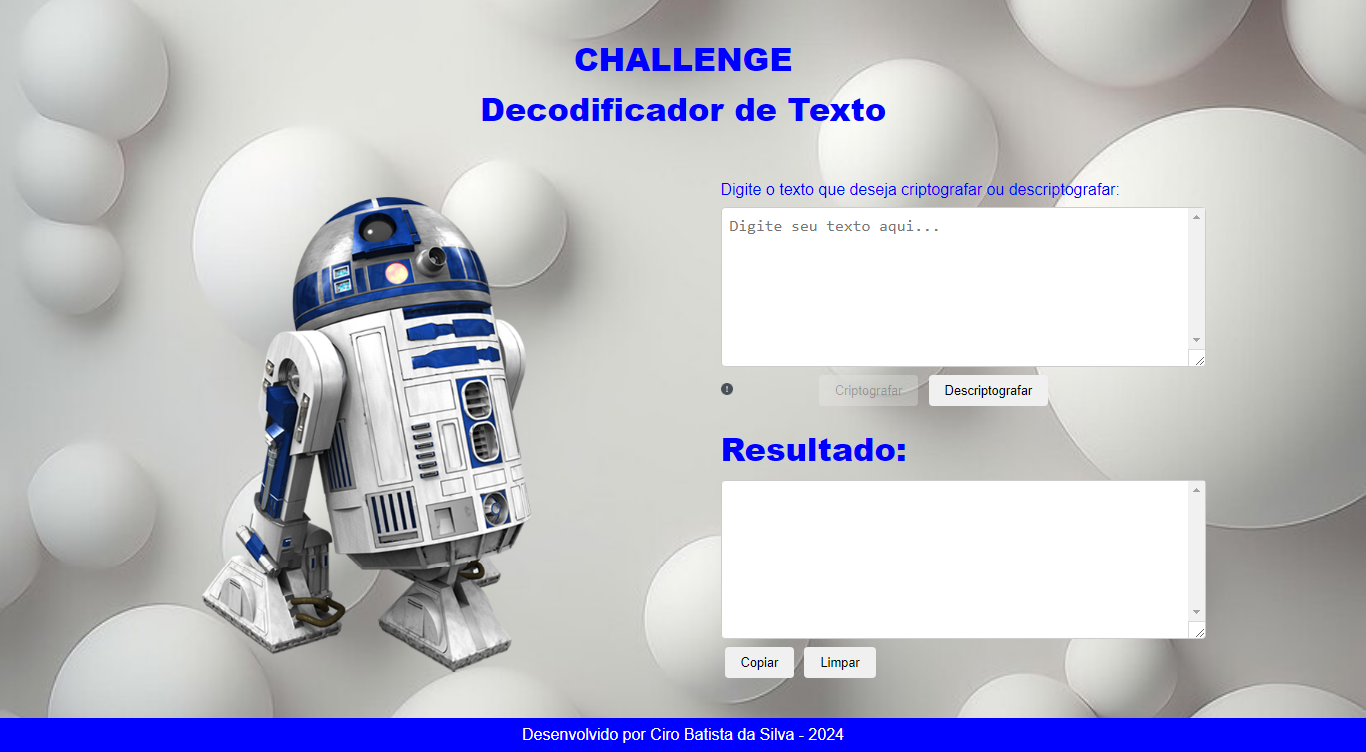 CHALLENGE
Decodificador de Texto
Digite o texto que deseja criptografar ou descriptografar:
Digite seu texto aqui...
Criptografar Descriptografar
Resultado:
Copiar Limpar
Desenvolvido por Ciro Batista da Silva - 2024